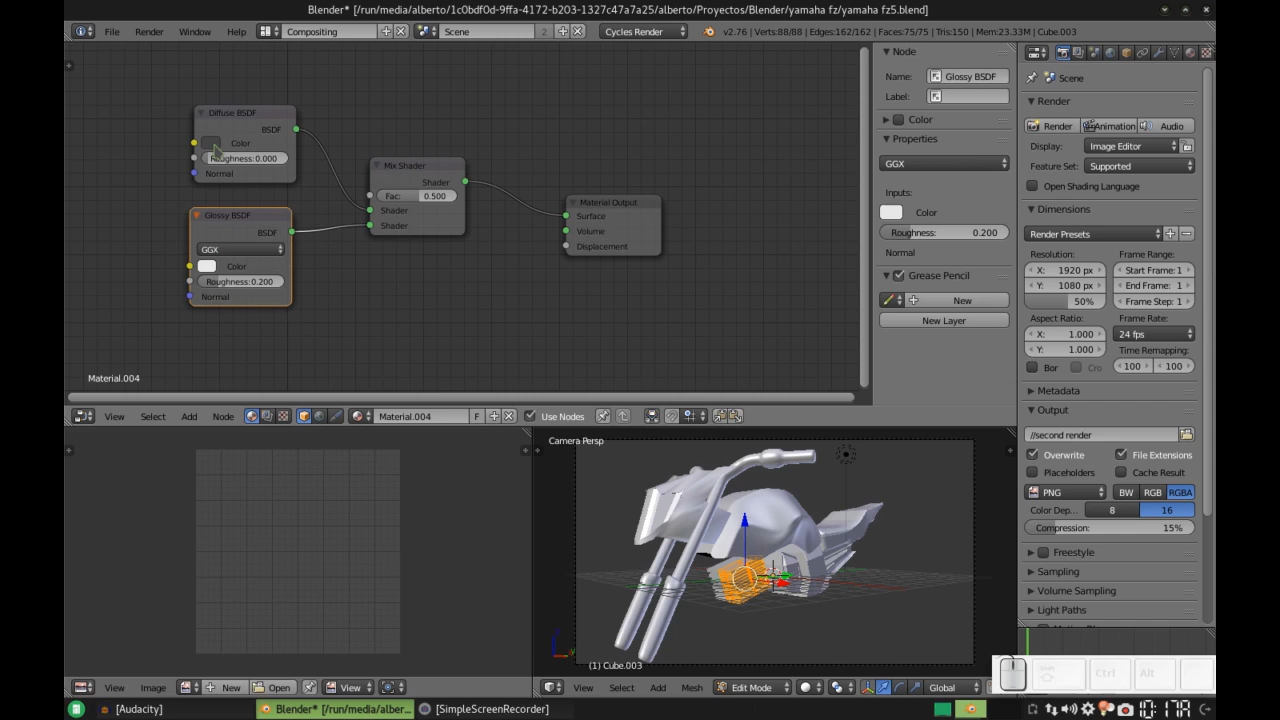 Blender* [/run/media/alberto/1c0bdf0d-9ffa-4172-b203-1327c47a7a25/alberto/Proyectos/Blender/yamaha fz/yamaha fz5.blend]
File Render Window Help Compositing Scene 2 Cycles Render v2.76 | Verts:88/88 | Edges:162/162 | Faces:75/75 | Tris:150 | Mem:23.33M | Cube.003
Diffuse BSDF
BSDF
Color
Roughness:0.000
Normal
Glossy BSDF
BSDF
GGX
Color
Roughness:0.200
Normal
Mix Shader
Shader
Fac: 0.500
Shader
Shader
Material Output
Surface
Volume
Displacement
Material.004
Node
Name: Glossy BSDF
Label:
Color
Properties
GGX
Inputs:
Color
Roughness: 0.200
Normal
Grease Pencil
New
New Layer
Scene
Render
Render Animation Audio
Display: Image Editor
Feature Set: Supported
Open Shading Language
Dimensions
Render Presets
Resolution: Frame Range:
X: 1920 px Start Frame: 1
Y: 1080 px End Frame: 1
50% Frame Step: 1
Aspect Ratio: Frame Rate:
X: 1.000 24 fps
Y: 1.000 Time Remapping:
Bor Cro 100 100
Metadata
Output
//second render
Overwrite File Extensions
Placeholders Cache Result
PNG BW RGB RGBA
Color Dep... 8 16
Compression: 15%
Freestyle
Sampling
Volume Sampling
Light Paths
View Select Add Node Material.004 F Use Nodes
Camera Persp
(1) Cube.003
View Image New Open View
View Select Add Mesh Edit Mode Global
Ctrl Alt
[Audacity] Blender* [/run/media/alber... [SimpleScreenRecorder]